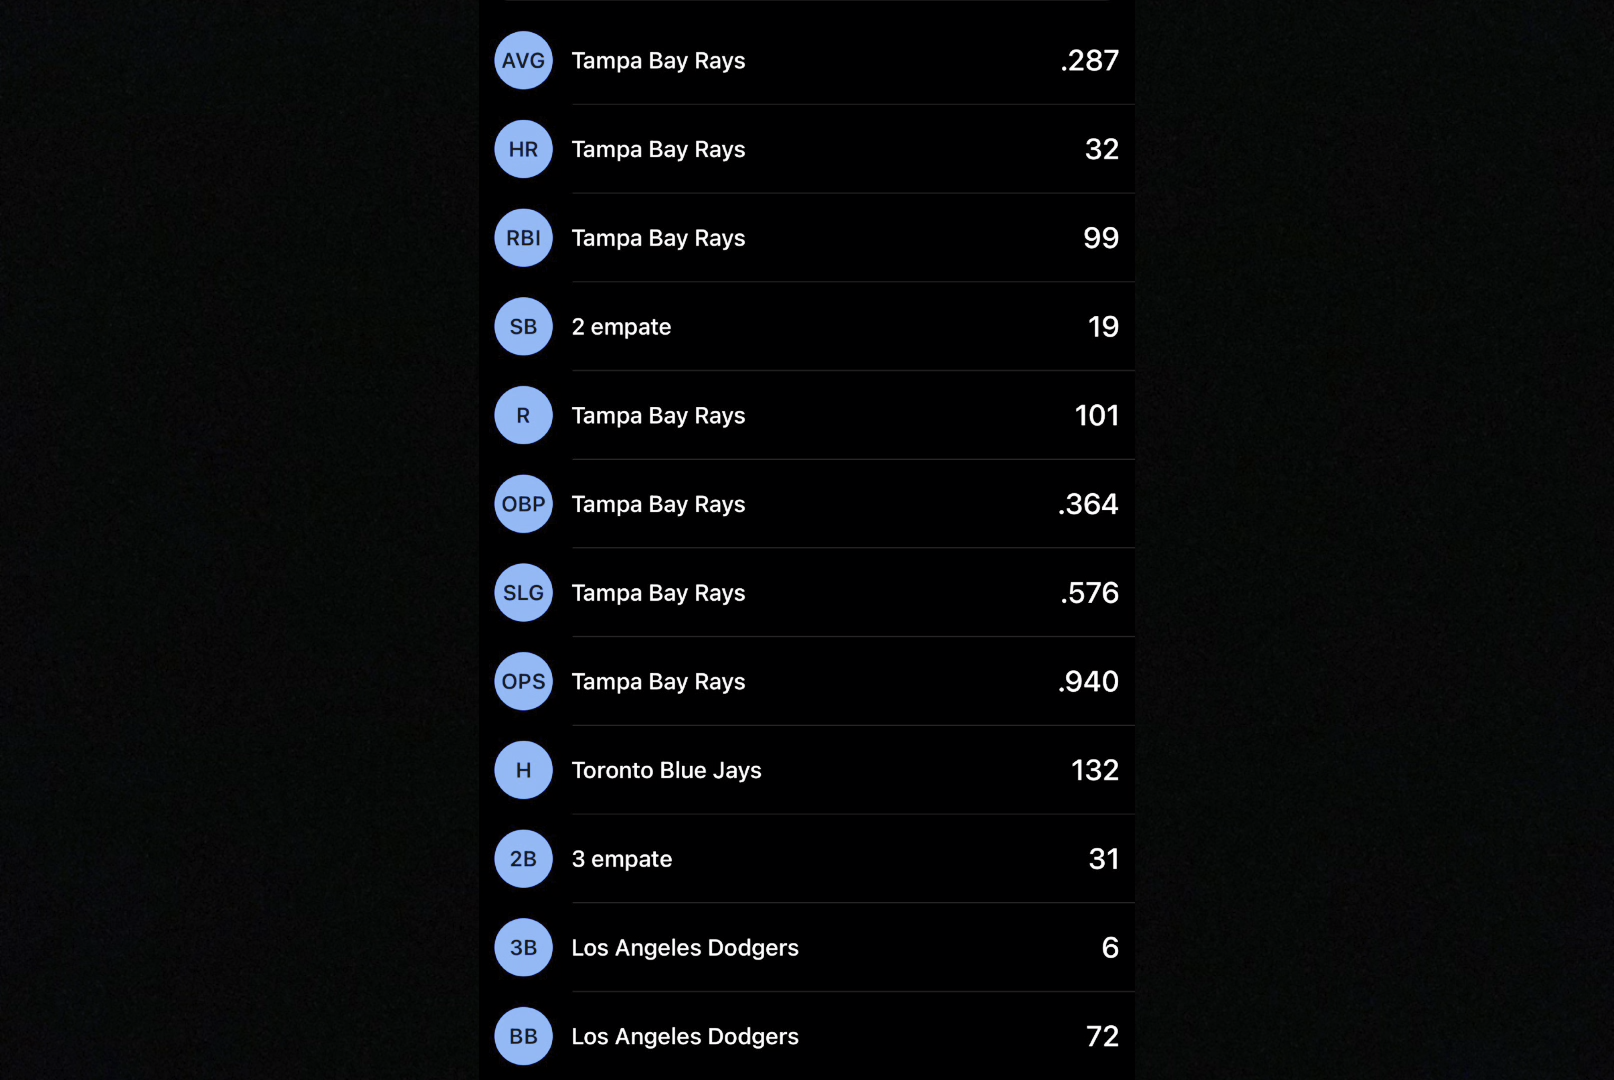 AVG Tampa Bay Rays .287
HR Tampa Bay Rays 32
RBI Tampa Bay Rays 99
SB 2 empate 19
R Tampa Bay Rays 101
OBP Tampa Bay Rays .364
SLG Tampa Bay Rays .576
OPS Tampa Bay Rays .940
H Toronto Blue Jays 132
2B 3 empate 31
3B Los Angeles Dodgers 6
BB Los Angeles Dodgers 72